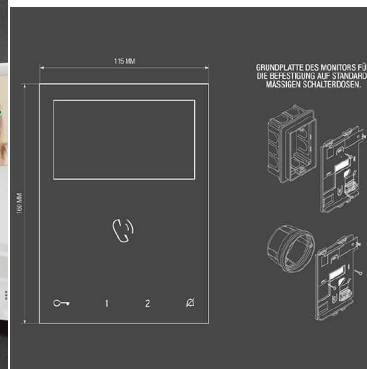 115 MM
GRUNDPLATTE DES MONITORS FÜ
DIE BEFESTIGUNG AUF STANDARD
MÄSSIGEN SCHALTERDOSEN.
160 MM
1 2